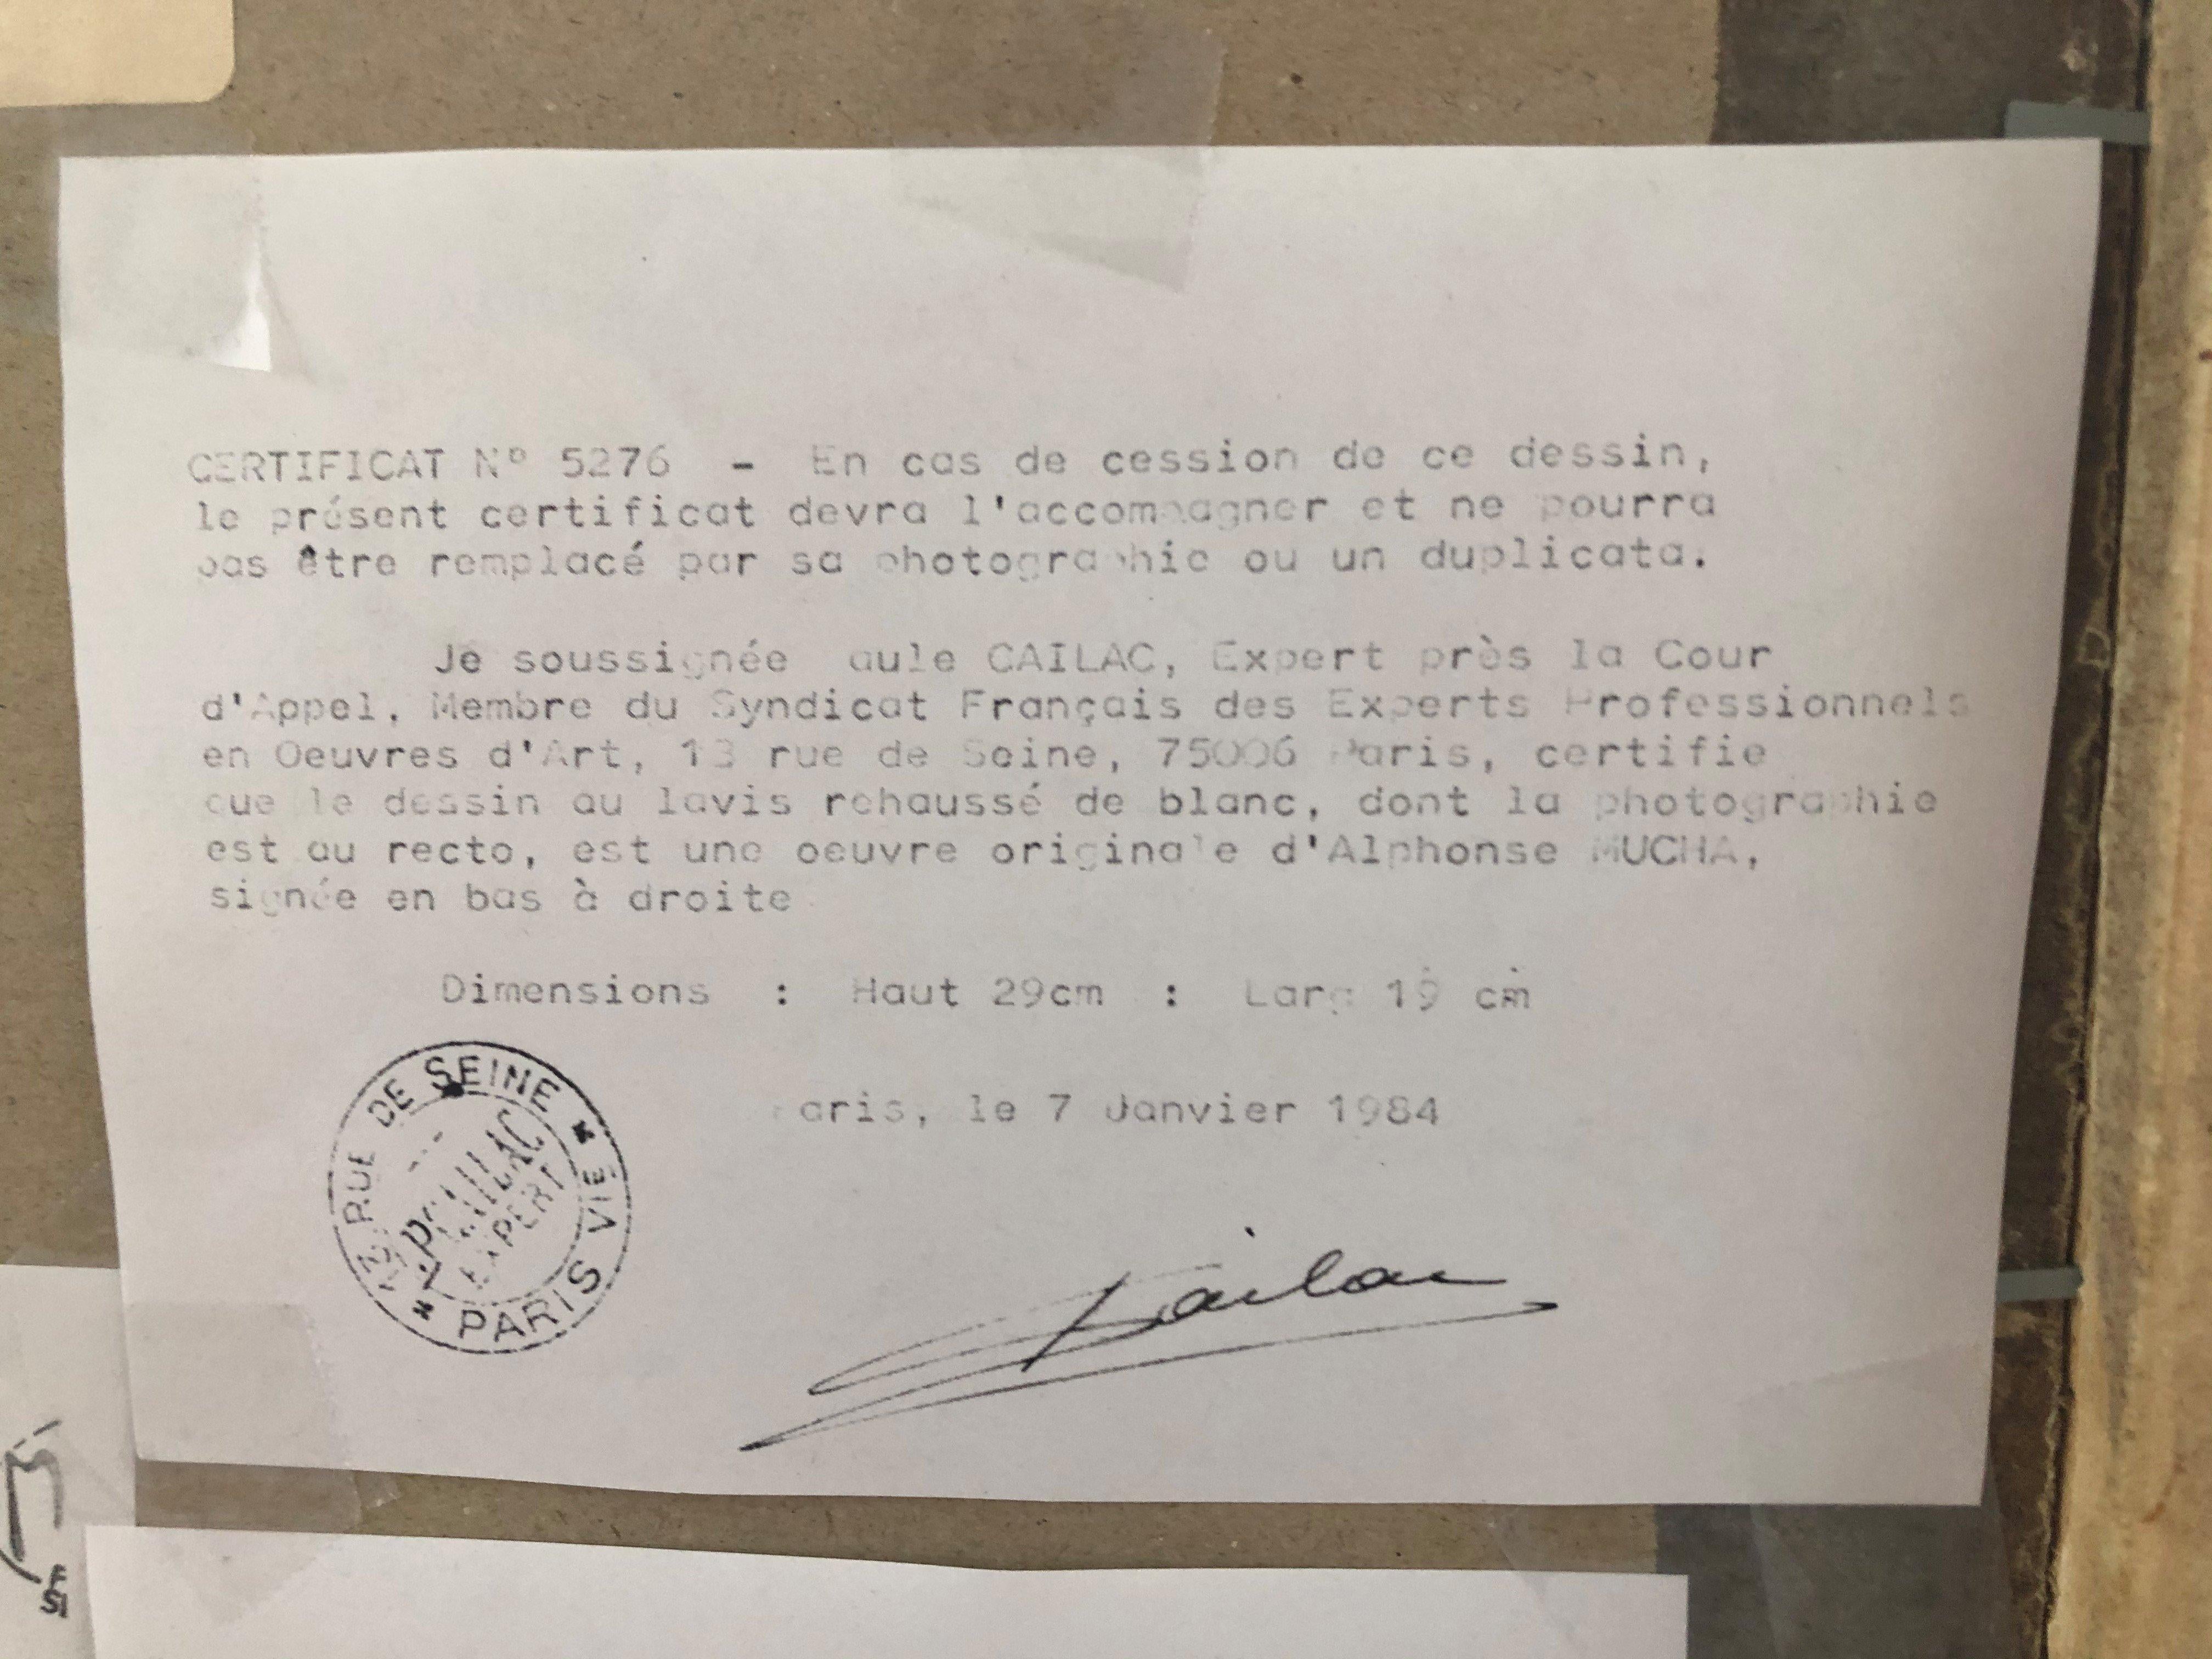 CERTIFICAT Nº 5276 - En cas de cession de ce dessin,
le présent certificat devra l'accompagner et ne pourra
pas être remplacé par sa photographie ou un duplicata.
Je soussignée aule CAILAC, Expert près la Cour
d'Appel, Membre du Syndicat Français des Experts Professionnels
en Oeuvres d'Art, 13 rue de Seine, 75006 Paris, certifie
que le dessin au lavis rehaussé de blanc, dont la photographie
est au recto, est une oeuvre originale d'Alphonse MUCHA,
signée en bas à droite
Dimensions : Haut 29cm : Larg 19 cm
Paris, le 7 Janvier 1984
13 RUE DE SEINE * PARIS VIE *
CAILAC
EXPERT
Cailac